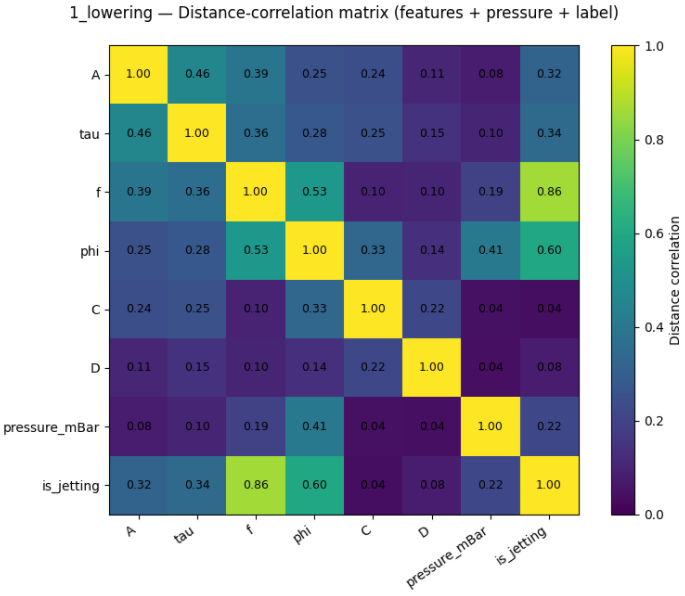 1_lowering — Distance-correlation matrix (features + pressure + label)
A 1.00 0.46 0.39 0.25 0.24 0.11 0.08 0.32
tau 0.46 1.00 0.36 0.28 0.25 0.15 0.10 0.34
f 0.39 0.36 1.00 0.53 0.10 0.10 0.19 0.86
phi 0.25 0.28 0.53 1.00 0.33 0.14 0.41 0.60
C 0.24 0.25 0.10 0.33 1.00 0.22 0.04 0.04
D 0.11 0.15 0.10 0.14 0.22 1.00 0.04 0.08
pressure_mBar 0.08 0.10 0.19 0.41 0.04 0.04 1.00 0.22
is_jetting 0.32 0.34 0.86 0.60 0.04 0.08 0.22 1.00
A tau f phi C D pressure_mBar is_jetting
1.0
0.8
0.6
0.4
0.2
0.0
Distance correlation